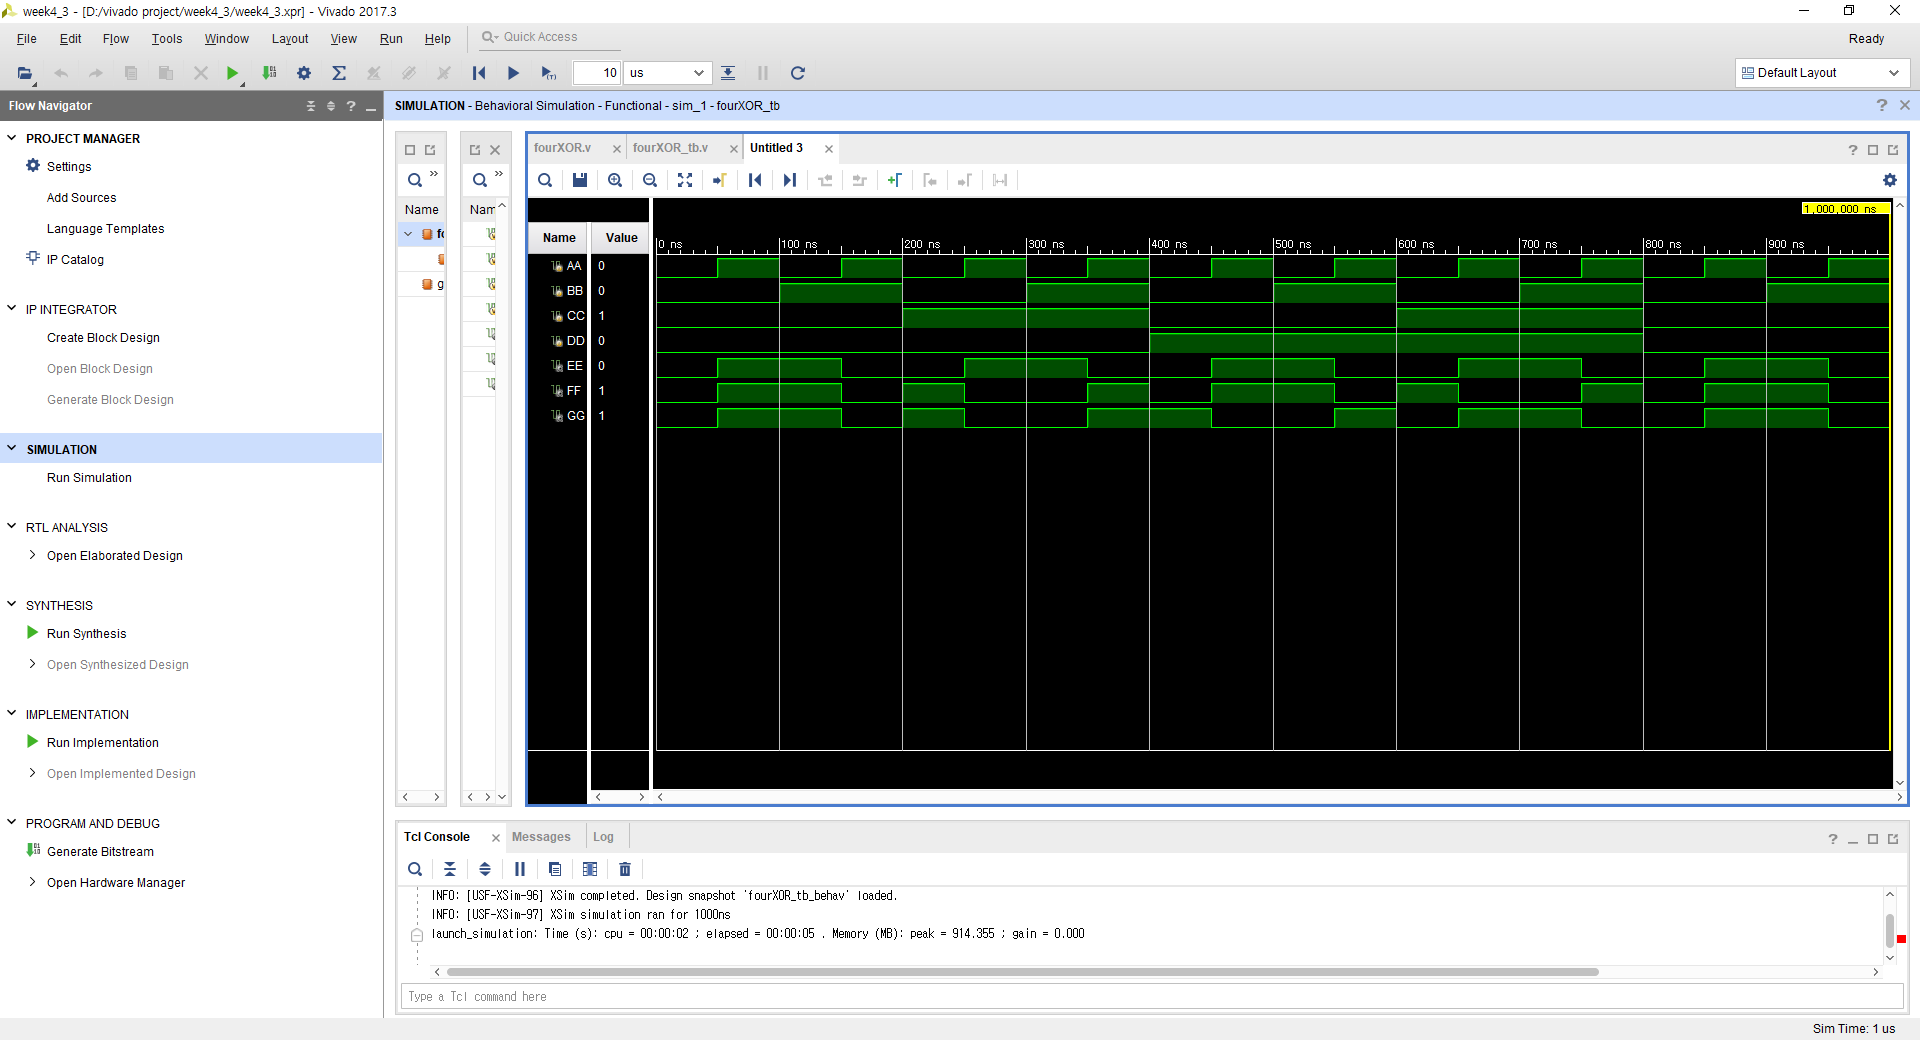 week4_3 - [D:/vivado project/week4_3/week4_3.xpr] - Vivado 2017.3
File Edit Flow Tools Window Layout View Run Help Quick Access Ready
10 us Default Layout
Flow Navigator
SIMULATION - Behavioral Simulation - Functional - sim_1 - fourXOR_tb
PROJECT MANAGER
Settings
Add Sources
Language Templates
IP Catalog
IP INTEGRATOR
Create Block Design
Open Block Design
Generate Block Design
SIMULATION
Run Simulation
RTL ANALYSIS
Open Elaborated Design
SYNTHESIS
Run Synthesis
Open Synthesized Design
IMPLEMENTATION
Run Implementation
Open Implemented Design
PROGRAM AND DEBUG
Generate Bitstream
Open Hardware Manager
Name
g
fourXOR.v fourXOR_tb.v Untitled 3
1,000,000 ns
Name Value
0 ns 100 ns 200 ns 300 ns 400 ns 500 ns 600 ns 700 ns 800 ns 900 ns
AA 0
BB 0
CC 1
DD 0
EE 0
FF 1
GG 1
Tcl Console Messages Log
INFO: [USF-XSim-96] XSim completed. Design snapshot 'fourXOR_tb_behav' loaded.
INFO: [USF-XSim-97] XSim simulation ran for 1000ns
launch_simulation: Time (s): cpu = 00:00:02 ; elapsed = 00:00:05 . Memory (MB): peak = 914.355 ; gain = 0.000
Type a Tcl command here
Sim Time: 1 us